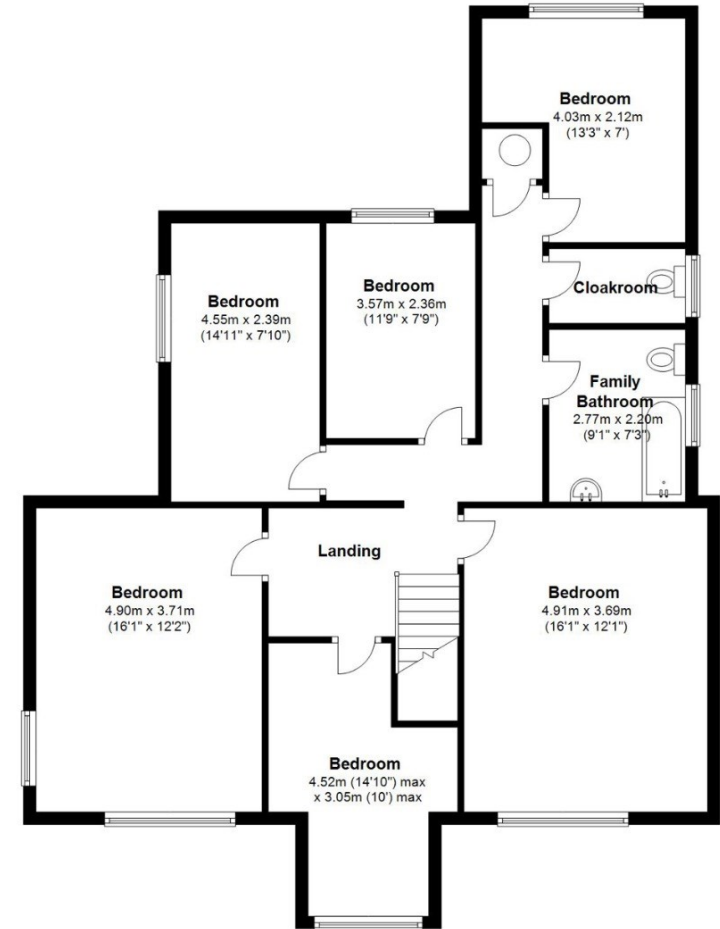 Bedroom
4.03m x 2.12m
(13'3" x 7')
Bedroom
4.55m x 2.39m
(14'11" x 7'10")
Bedroom
3.57m x 2.36m
(11'9" x 7'9")
Cloakroom
Family
Bathroom
2.77m x 2.20m
(9'1" x 7'3")
Landing
Bedroom
4.90m x 3.71m
(16'1" x 12'2")
Bedroom
4.91m x 3.69m
(16'1" x 12'1")
Bedroom
4.52m (14'10") max
x 3.05m (10') max